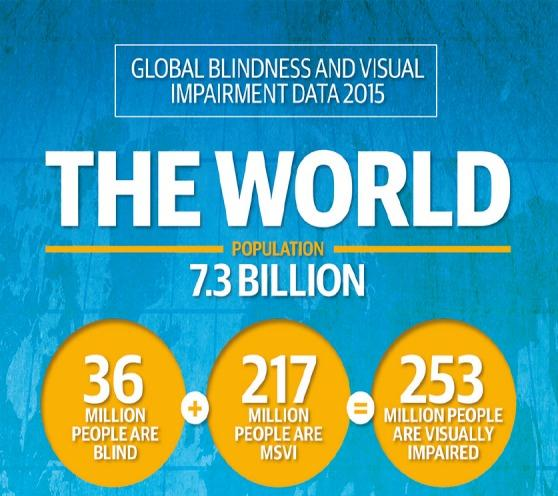 GLOBAL BLINDNESS AND VISUAL
IMPAIRMENT DATA 2015
THE WORLD
POPULATION
7.3 BILLION
36
MILLION
PEOPLE ARE
BLIND
+
217
MILLION
PEOPLE ARE
MSVI
=
253
MILLION PEOPLE
ARE VISUALLY
IMPAIRED